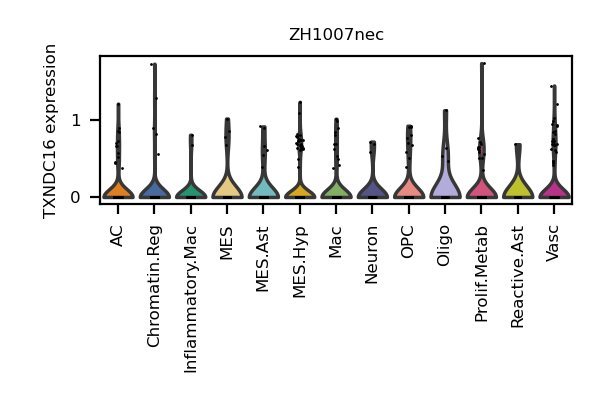 ZH1007nec
TXNDC16 expression
1
0
AC
Chromatin.Reg
Inflammatory.Mac
MES
MES.Ast
MES.Hyp
Mac
Neuron
OPC
Oligo
Prolif.Metab
Reactive.Ast
Vasc